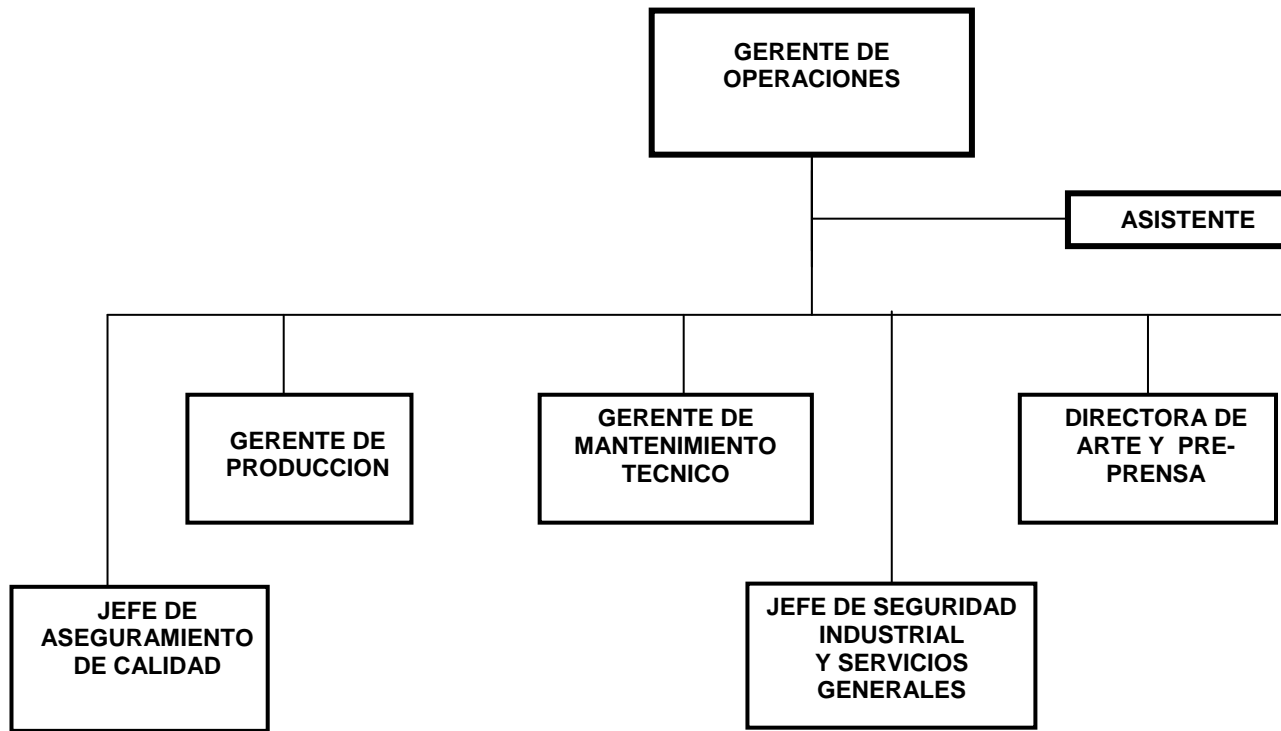 GERENTE DE
OPERACIONES
ASISTENTE
GERENTE DE
PRODUCCION
GERENTE DE
MANTENIMIENTO
TECNICO
DIRECTORA DE
ARTE Y PRE-
PRENSA
JEFE DE
ASEGURAMIENTO
DE CALIDAD
JEFE DE SEGURIDAD
INDUSTRIAL
Y SERVICIOS
GENERALES